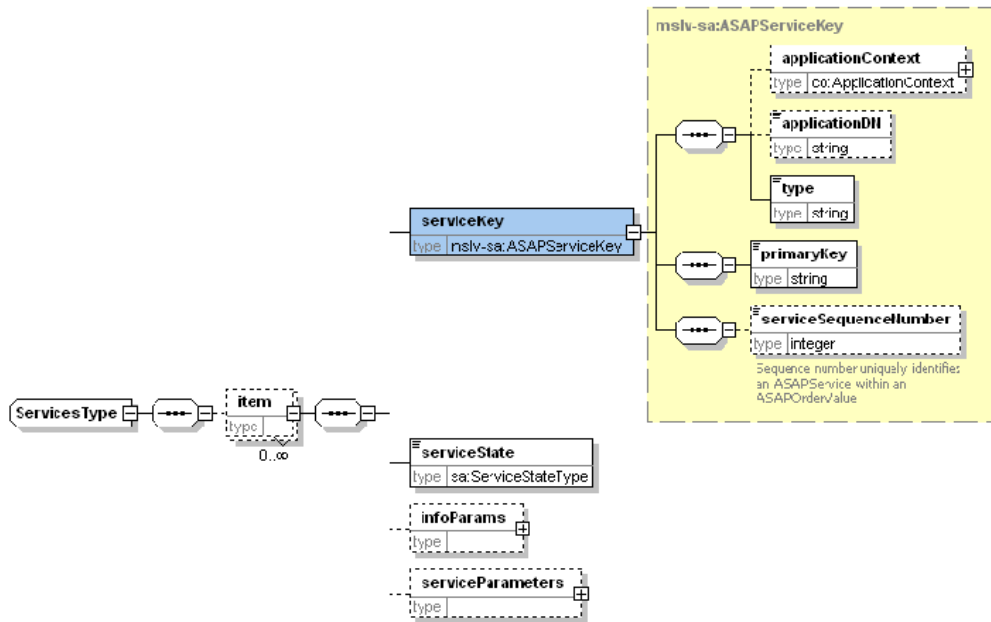 mslv-sa:ASAPServiceKey
applicationContext
type co:ApplicationContext
applicationDN
type string
type
type string
serviceKey
type mslv-sa:ASAPServiceKey
primaryKey
type string
serviceSequenceNumber
type integer
Sequence number uniquely identifies
an ASAPService within an
ASAPOrderValue
ServicesType
item
type
0..∞
serviceState
type sa:ServiceStateType
infoParams
type
serviceParameters
type